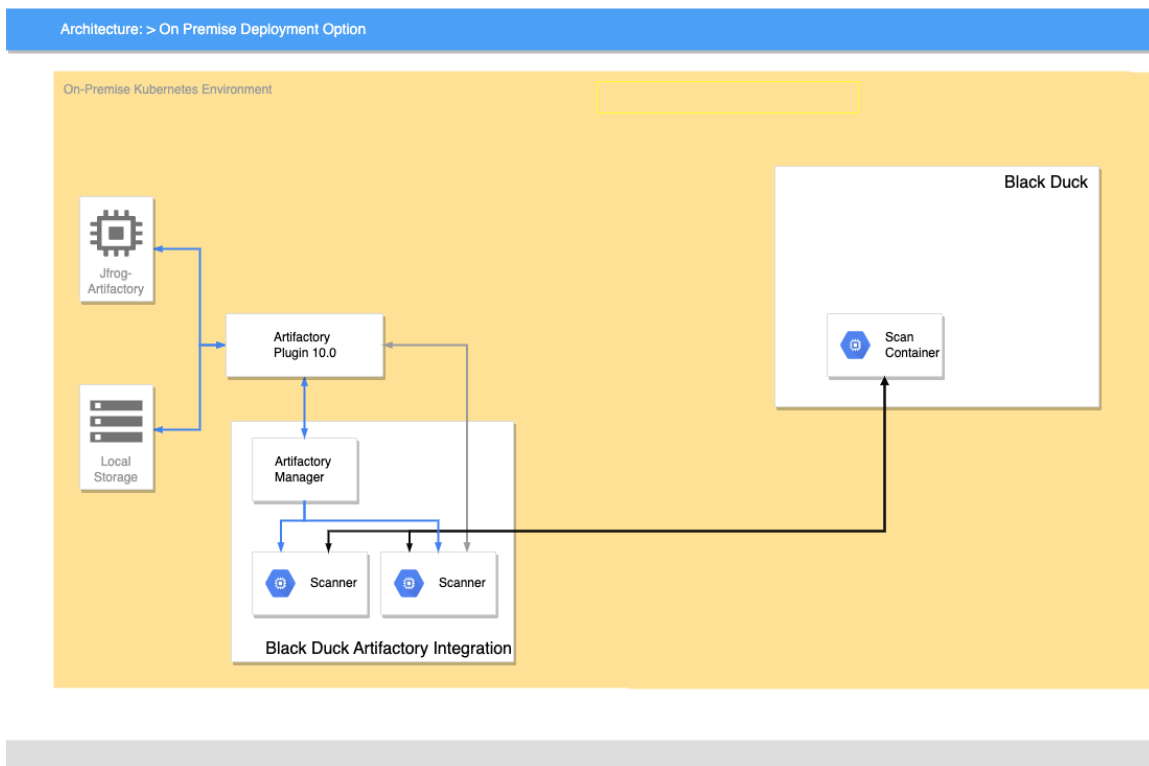 Architecture: > On Premise Deployment Option
On-Premise Kubernetes Environment
Black Duck
Jfrog-
Artifactory
Artifactory
Plugin 10.0
Scan
Container
Local
Storage
Artifactory
Manager
Scanner
Scanner
Black Duck Artifactory Integration